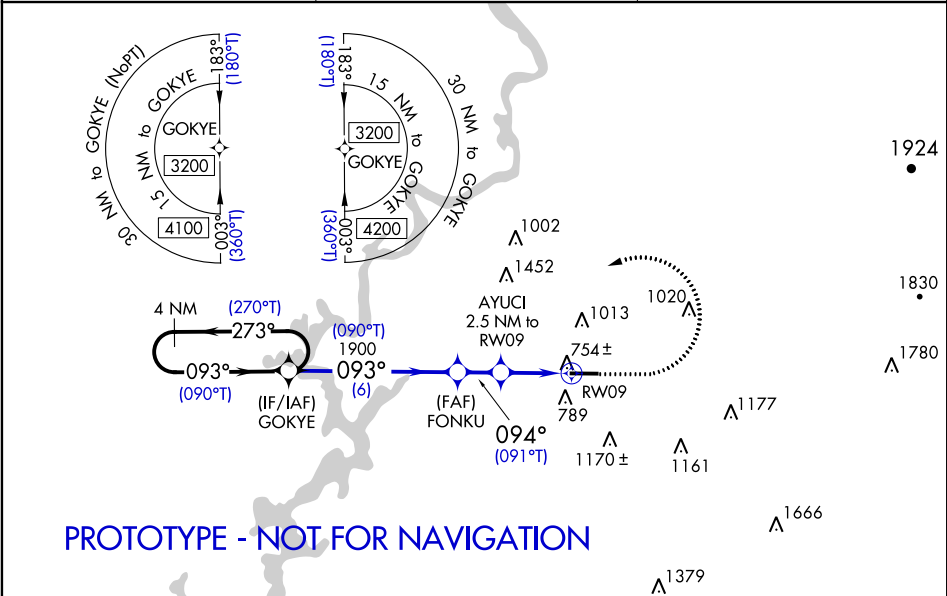 30 NM to GOKYE (NoPT)
15 NM to GOKYE
183°
(180°T)
GOKYE
3200
4100
003°
(360°T)
(180°T)
183°
15 NM to GOKYE
30 NM to GOKYE
3200
GOKYE
(360°T)
003°
4200
1924
1002
1452
1830
4 NM
(270°T)
273°
093°
(090°T)
(IF/IAF)
GOKYE
(090°T)
1900
093°
(6)
AYUCI
2.5 NM to
RW09
1013
1020
754 ±
1780
(FAF)
FONKU
094°
(091°T)
789
RW09
1177
1170 ±
1161
1666
1379
PROTOTYPE - NOT FOR NAVIGATION